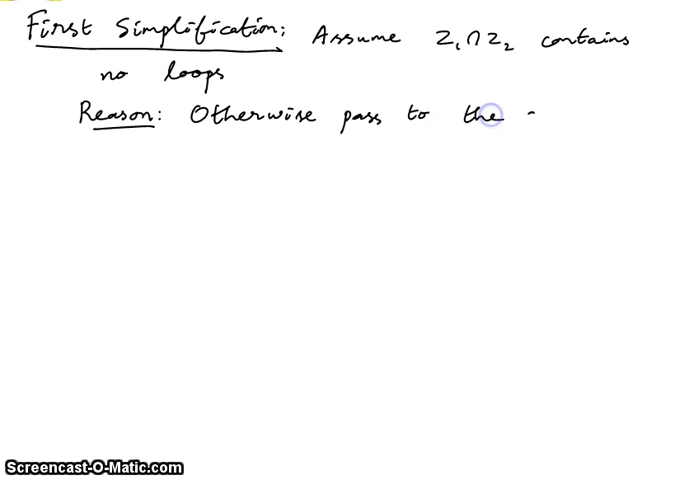 First Simplification: Assume Z₁∩Z₂ contains
no loops
Reason: Otherwise pass to the -
Screencast-O-Matic.com